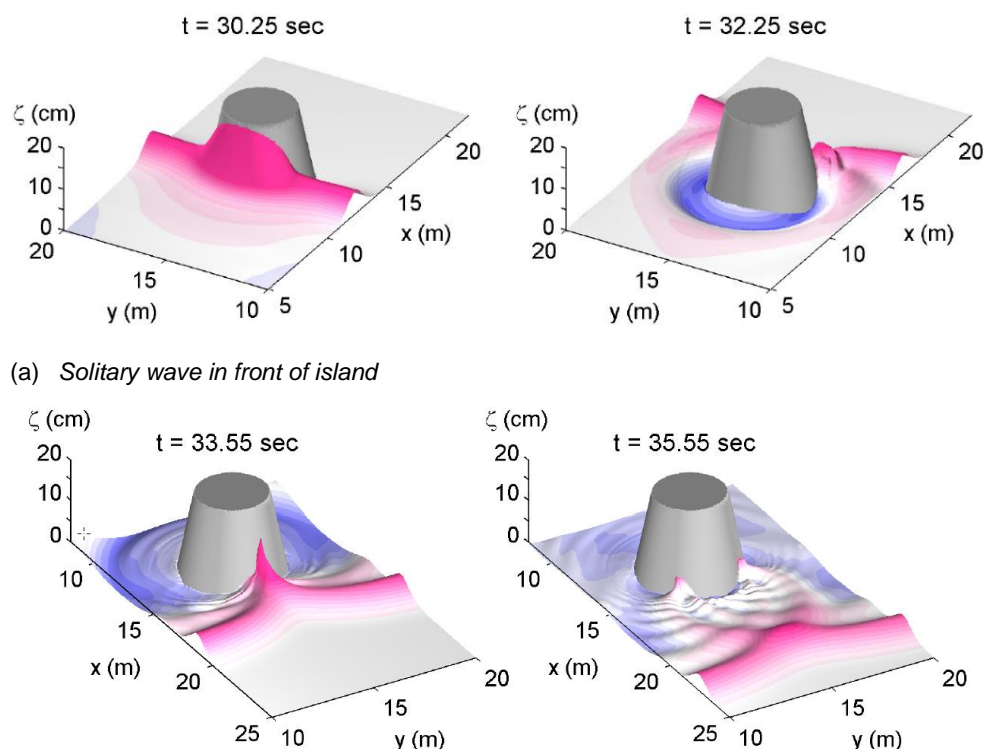 t = 30.25 sec
ζ (cm)
20
10
0
20
15
10
y (m)
5
10
15
20
x (m)
t = 32.25 sec
ζ (cm)
20
10
0
20
15
10
y (m)
5
10
15
20
x (m)
(a) Solitary wave in front of island
ζ (cm)
t = 33.55 sec
20
10
0
10
15
20
25
x (m)
10
15
20
y (m)
ζ (cm)
t = 35.55 sec
20
10
0
10
15
20
25
x (m)
10
15
20
y (m)